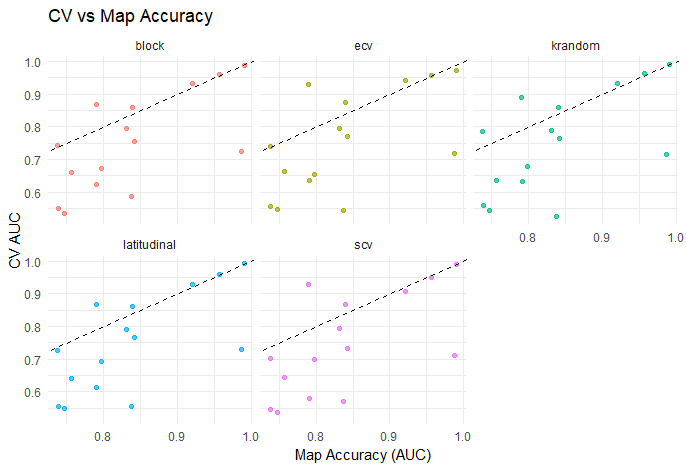 CV vs Map Accuracy
block ecv krandom
1.0
0.9
0.8
0.7
0.6
0.8 0.9 1.0
latitudinal scv
1.0
0.9
0.8
0.7
0.6
0.8 0.9 1.0 0.8 0.9 1.0
CV AUC
Map Accuracy (AUC)